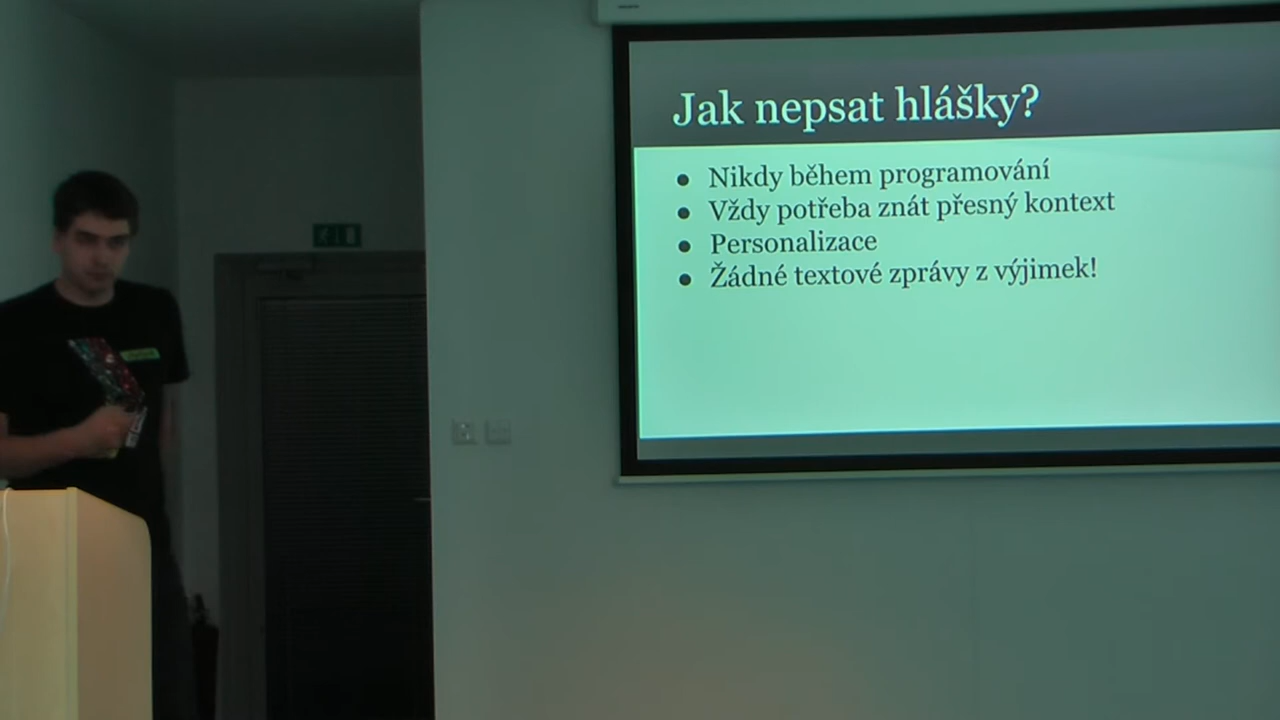 Jak nepsat hlášky?
● Nikdy během programování
● Vždy potřeba znát přesný kontext
● Personalizace
● Žádné textové zprávy z výjimek!